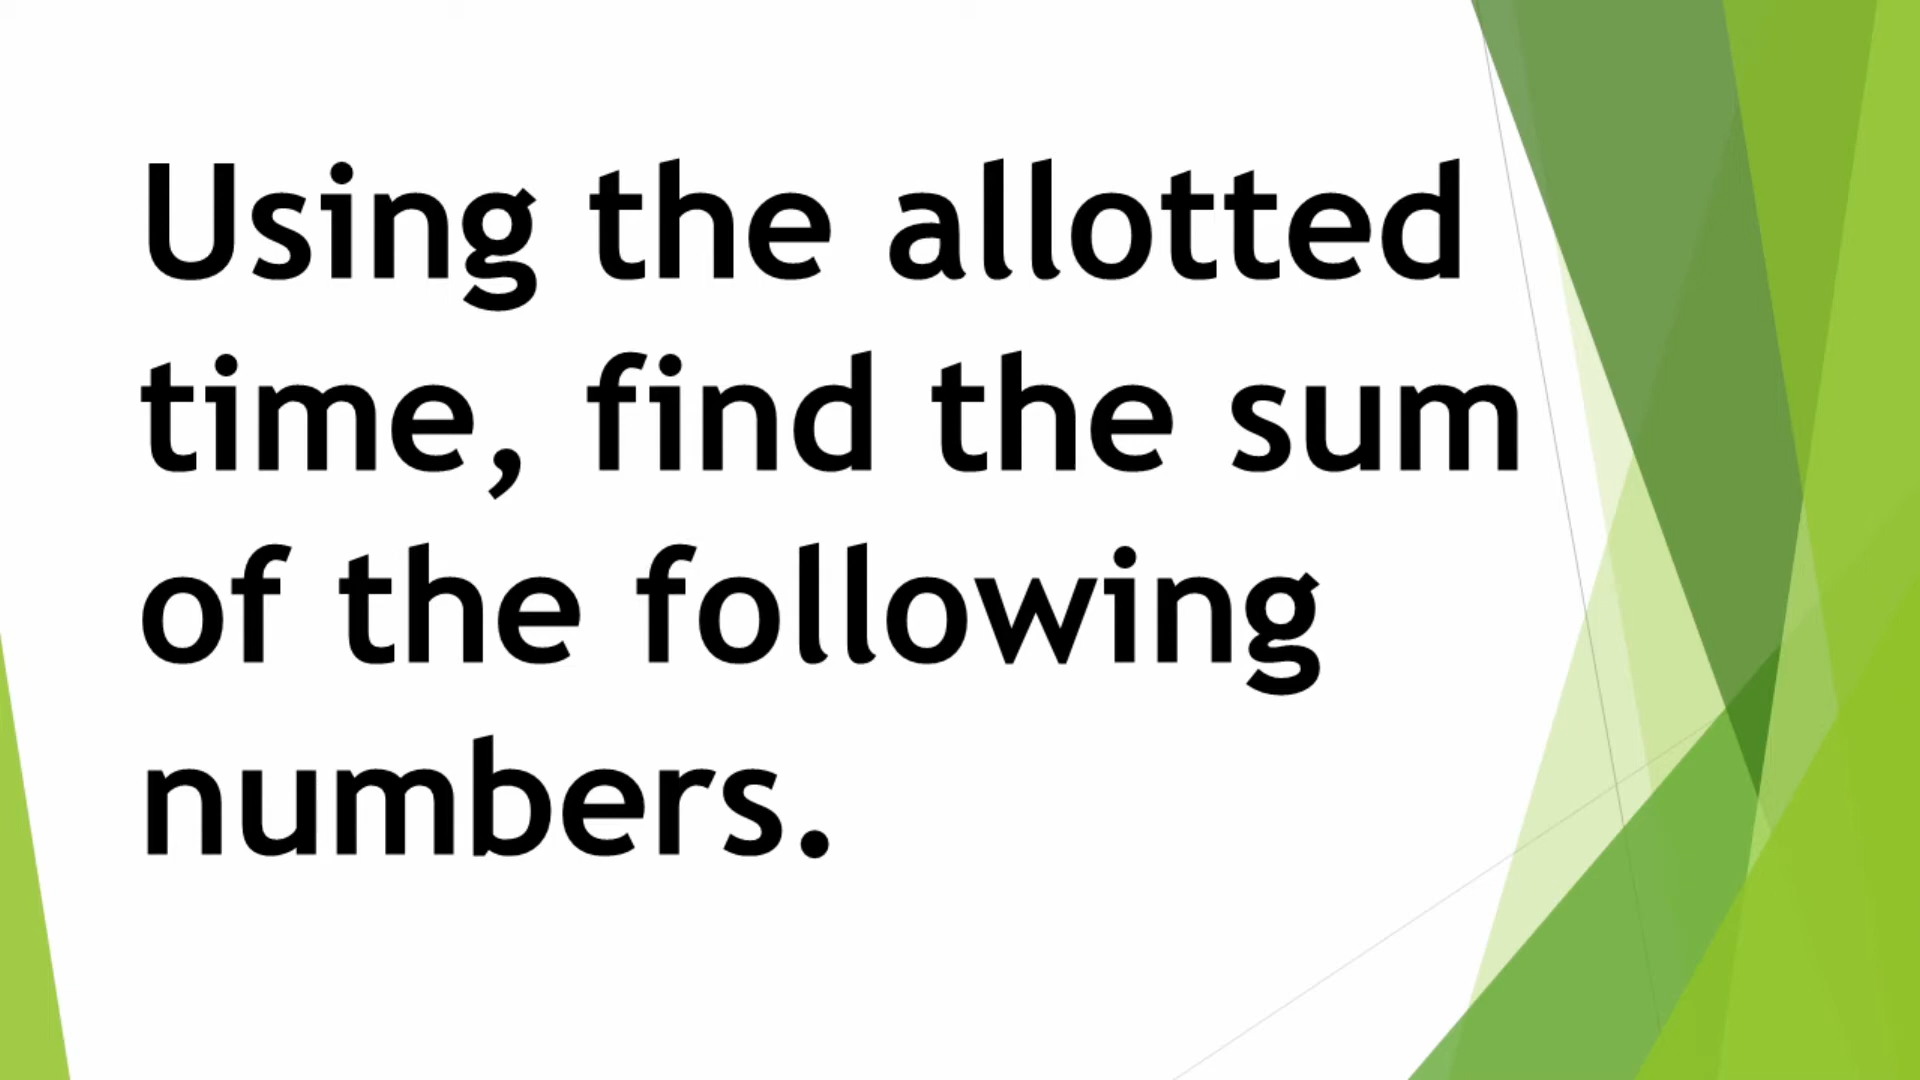 Using the allotted
time, find the sum
of the following
numbers.